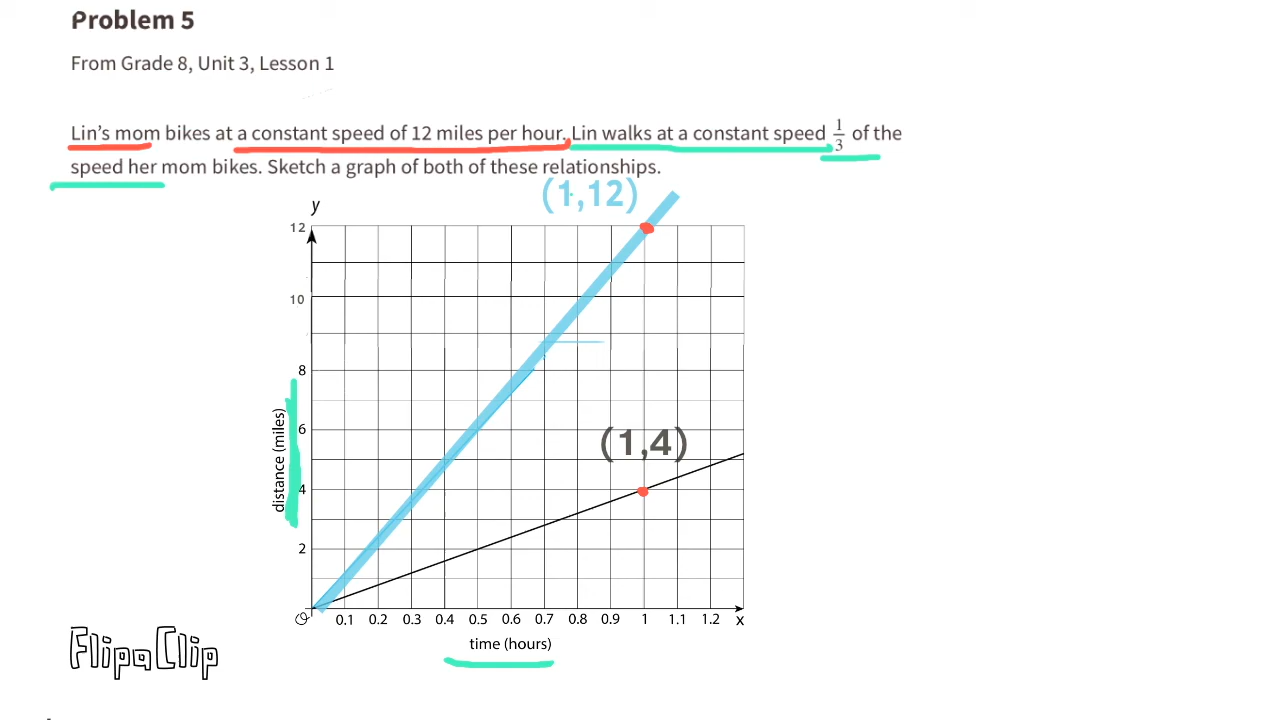 Problem 5
From Grade 8, Unit 3, Lesson 1
Lin's mom bikes at a constant speed of 12 miles per hour. Lin walks at a constant speed 1/3 of the
speed her mom bikes. Sketch a graph of both of these relationships.
(1,12)
y
12
10
8
distance (miles)
6
(1,4)
4
2
0.1 0.2 0.3 0.4 0.5 0.6 0.7 0.8 0.9 1 1.1 1.2 x
time (hours)
FlipaClip